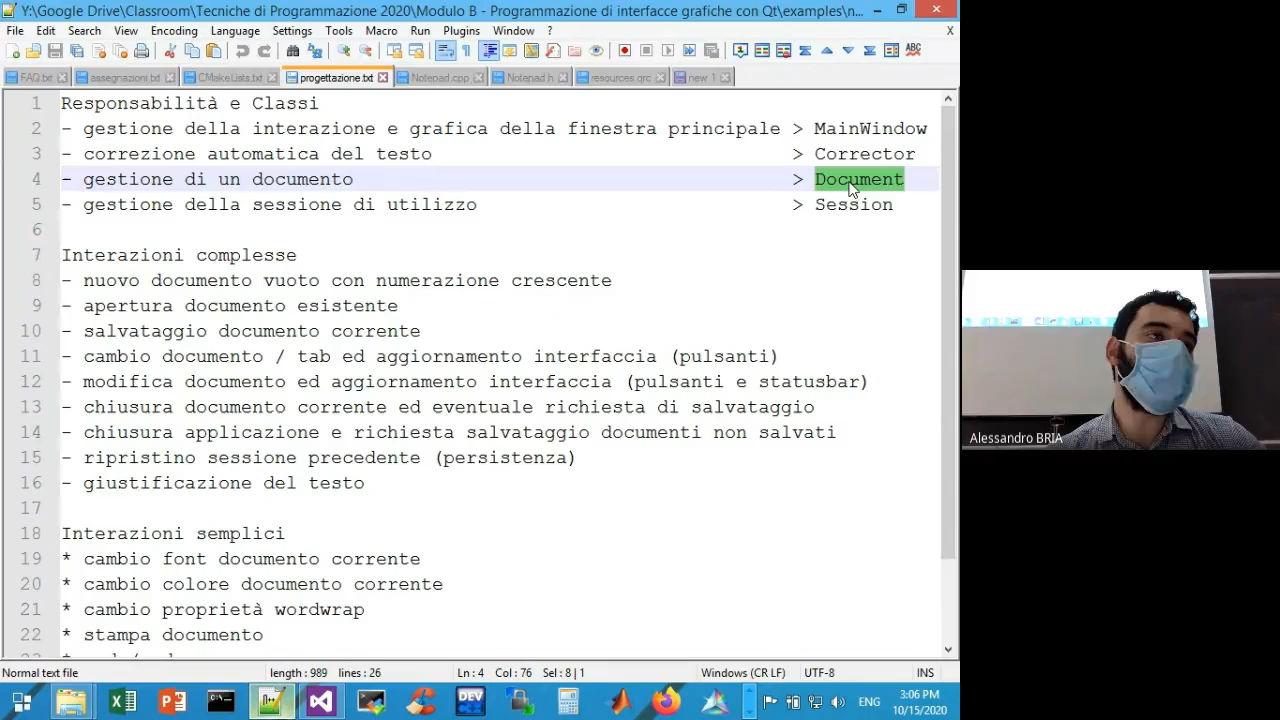 Y:\Google Drive\Classroom\Tecniche di Programmazione 2020\Modulo B - Programmazione di interfacce grafiche con Qt\examples\n...
File Edit Search View Encoding Language Settings Tools Macro Run Plugins Window ? X
FAQ.txt assegnazioni.txt CMakeLists.txt progettazione.txt Notepad.cpp Notepad.h resources.qrc new 1
1 Responsabilità e Classi
2 - gestione della interazione e grafica della finestra principale > MainWindow
3 - correzione automatica del testo > Corrector
4 - gestione di un documento > Document
5 - gestione della sessione di utilizzo > Session
6
7 Interazioni complesse
8 - nuovo documento vuoto con numerazione crescente
9 - apertura documento esistente
10 - salvataggio documento corrente
11 - cambio documento / tab ed aggiornamento interfaccia (pulsanti)
12 - modifica documento ed aggiornamento interfaccia (pulsanti e statusbar)
13 - chiusura documento corrente ed eventuale richiesta di salvataggio
14 - chiusura applicazione e richiesta salvataggio documenti non salvati
15 - ripristino sessione precedente (persistenza)
16 - giustificazione del testo
17
18 Interazioni semplici
19 * cambio font documento corrente
20 * cambio colore documento corrente
21 * cambio proprietà wordwrap
22 * stampa documento
Normal text file length : 989 lines : 26 Ln : 4 Col : 76 Sel : 8 | 1 Windows (CR LF) UTF-8 INS
DEV
ENG
3:06 PM
10/15/2020
Alessandro BRIA